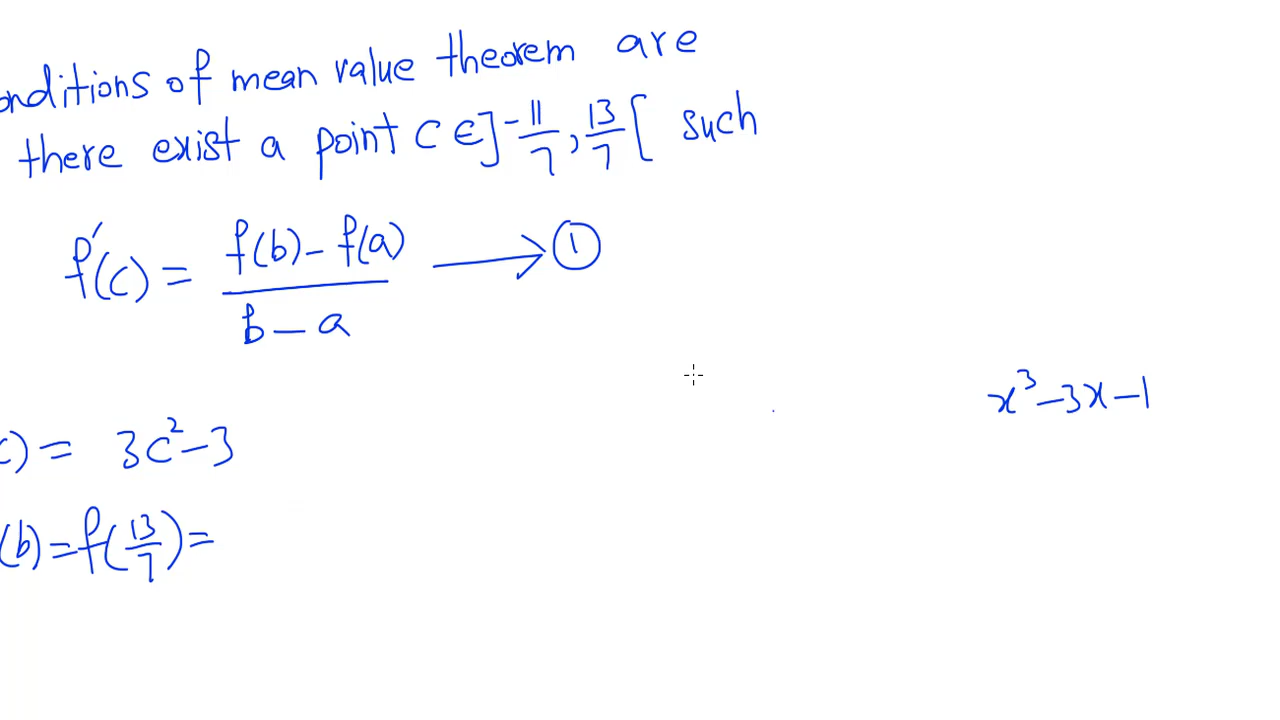 onditions of mean value theorem are
there exist a point C ∈ ]-11/7, 13/7[ such
f'(c) = (f(b) - f(a))/(b - a) ⟶ ①
x³-3x-1
c) = 3c²-3
(b) = f(13/7) =